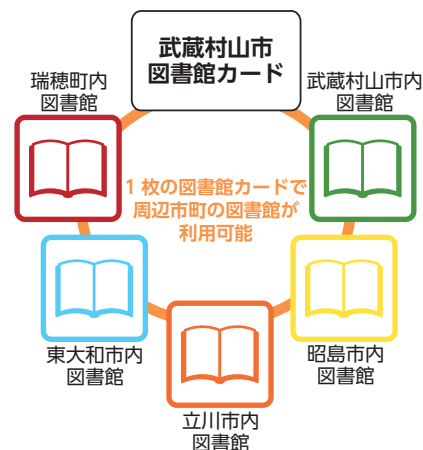 武蔵村山市
図書館カード
瑞穂町内
図書館
武蔵村山市内
図書館
1枚の図書館カードで
周辺市町の図書館が
利用可能
東大和市内
図書館
昭島市内
図書館
立川市内
図書館